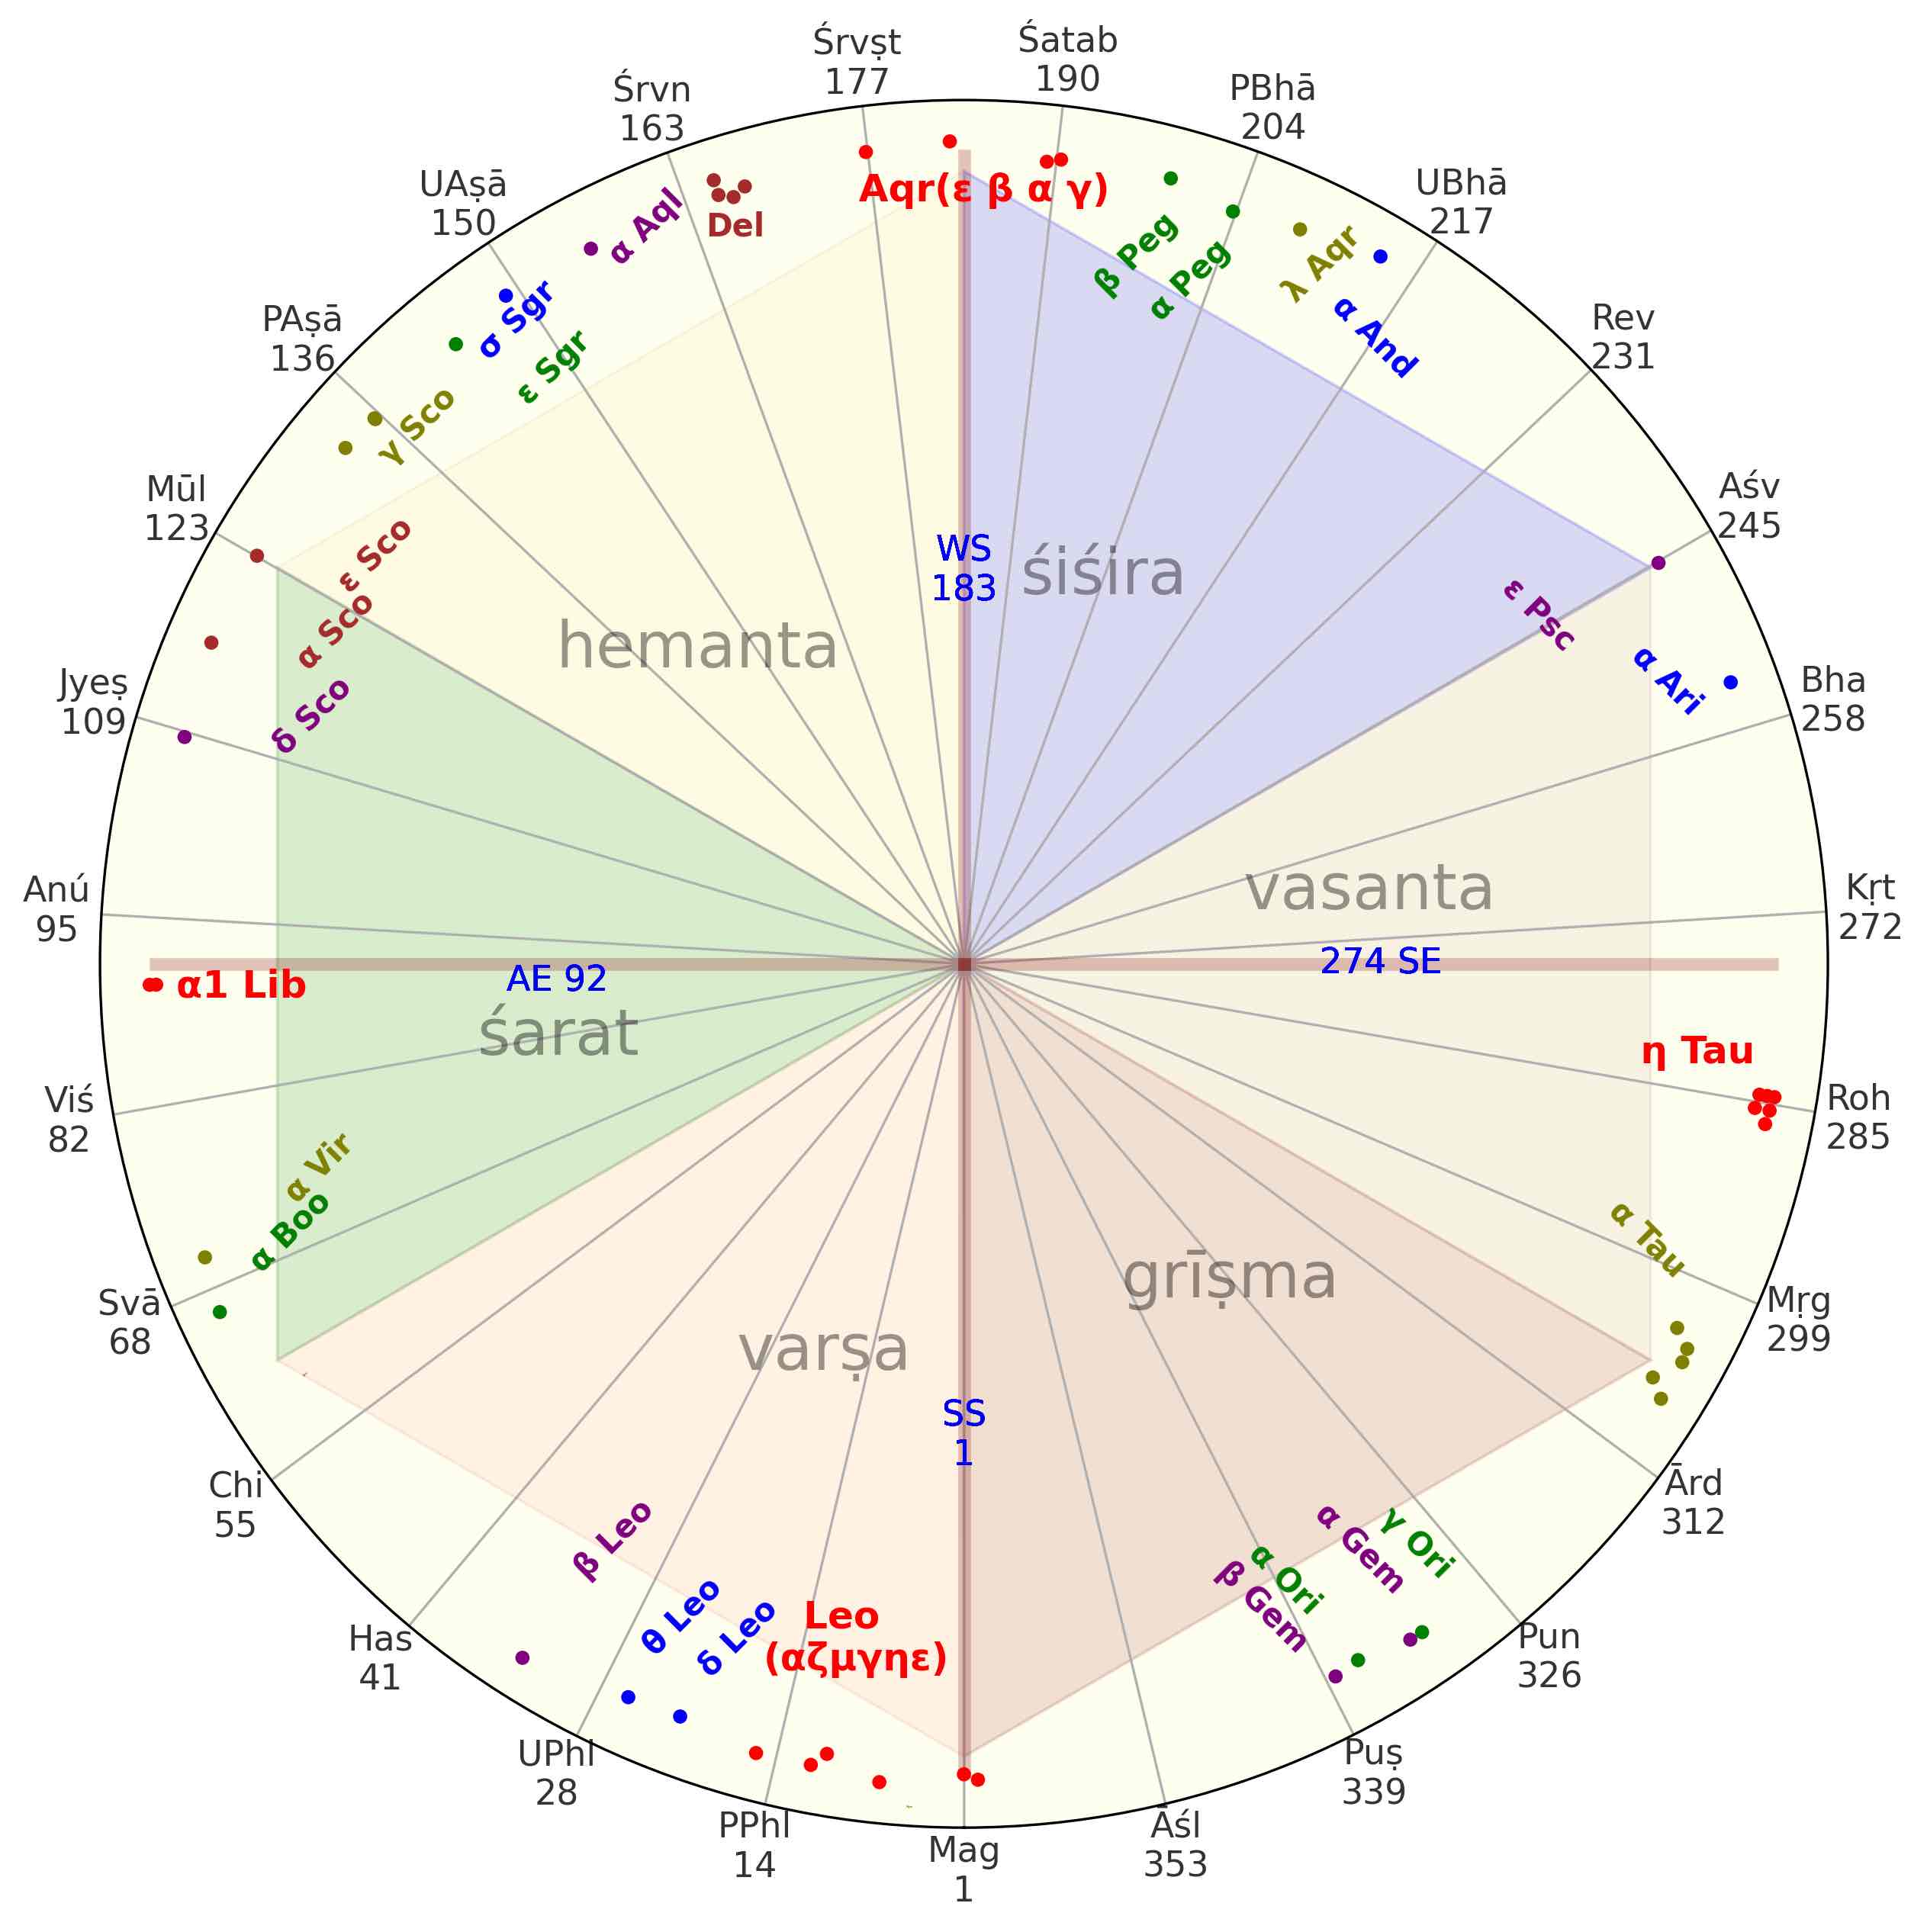 Śrvṣt
177
Śatab
190
Śrvn
163
PBhā
204
UAṣā
150
UBhā
217
PAṣā
136
Rev
231
Mūl
123
Aśv
245
Jyeṣ
109
Bha
258
Anú
95
Kṛt
272
Viś
82
Roh
285
Svā
68
Mṛg
299
Chi
55
Ārd
312
Has
41
Pun
326
UPhl
28
Puṣ
339
PPhl
14
Āśl
353
Mag
1
Aqr(ε β α γ)
Del
α Aql
σ Sgr
ε Sgr
γ Sco
ε Sco
α Sco
δ Sco
β Peg
α Peg
λ Aqr
α And
ε Psc
α Ari
WS
183
śiśira
hemanta
vasanta
274 SE
AE 92
α1 Lib
śarat
η Tau
α Tau
α Vir
α Boo
grīṣma
varṣa
SS
1
β Leo
θ Leo
δ Leo
Leo
(αζμγηε)
γ Ori
α Gem
α Ori
β Gem